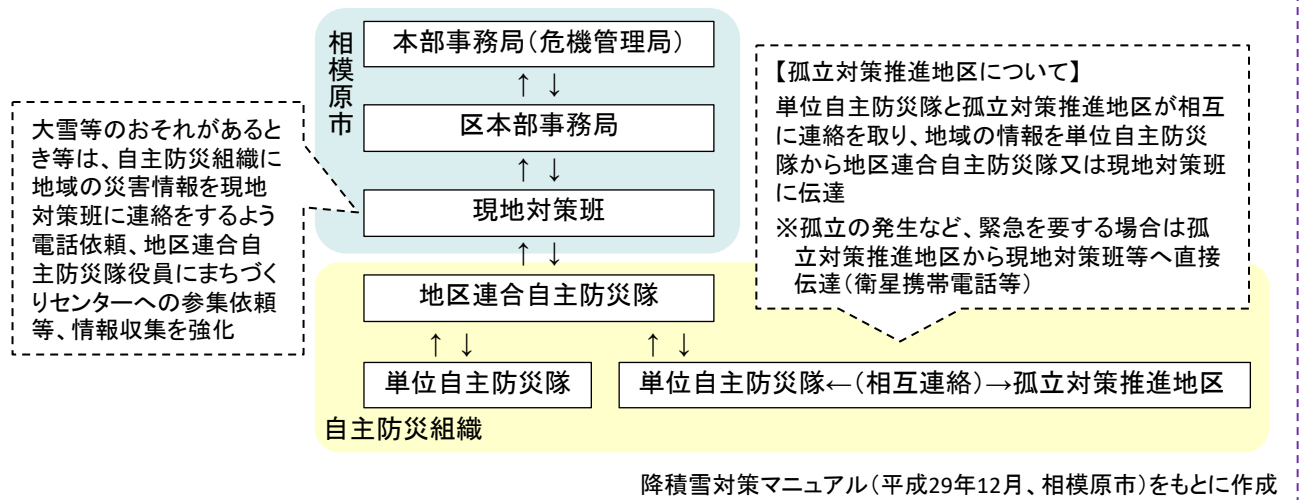 相模原市
本部事務局(危機管理局)
↑ ↓
区本部事務局
↑ ↓
現地対策班
↑ ↓
地区連合自主防災隊
↑ ↓
↑ ↓
単位自主防災隊
単位自主防災隊←(相互連絡)→孤立対策推進地区
自主防災組織
大雪等のおそれがあると
き等は、自主防災組織に
地域の災害情報を現地
対策班に連絡をするよう
電話依頼、地区連合自
主防災隊役員にまちづく
りセンターへの参集依頼
等、情報収集を強化
【孤立対策推進地区について】
単位自主防災隊と孤立対策推進地区が相互
に連絡を取り、地域の情報を単位自主防災
隊から地区連合自主防災隊又は現地対策班
に伝達
※孤立の発生など、緊急を要する場合は孤
立対策推進地区から現地対策班等へ直接
伝達(衛星携帯電話等)
降積雪対策マニュアル(平成29年12月、相模原市)をもとに作成